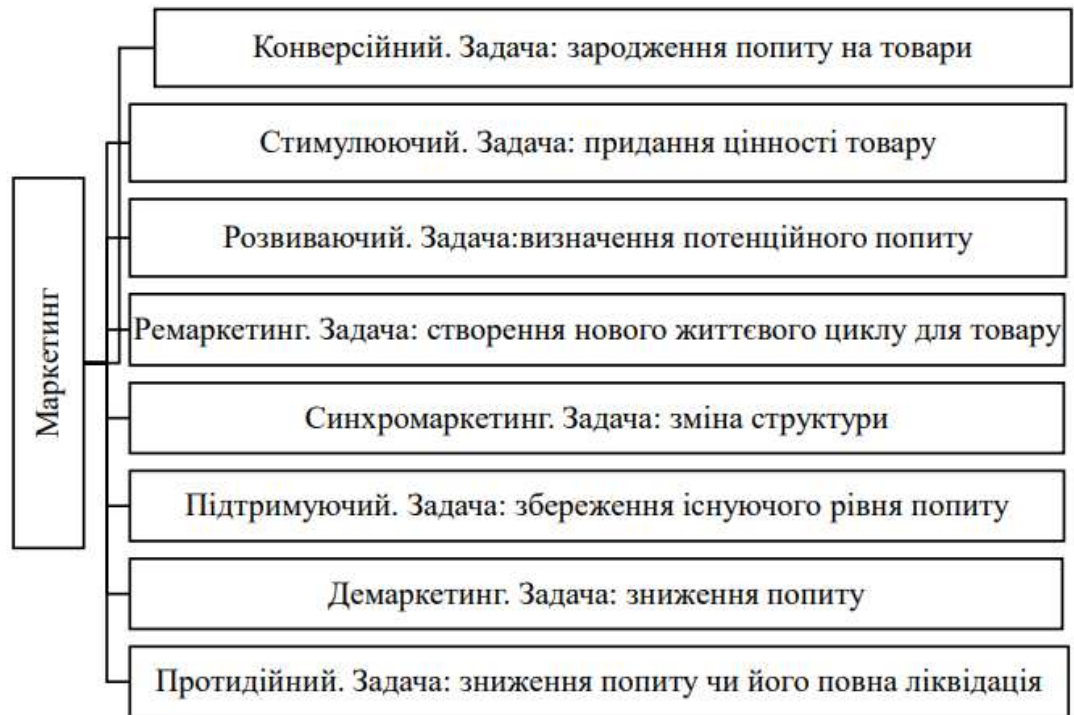 Маркетинг
Конверсійний. Задача: зародження попиту на товари
Стимулюючий. Задача: придання цінності товару
Розвиваючий. Задача:визначення потенційного попиту
Ремаркетинг. Задача: створення нового життєвого циклу для товару
Синхромаркетинг. Задача: зміна структури
Підтримуючий. Задача: збереження існуючого рівня попиту
Демаркетинг. Задача: зниження попиту
Протидійний. Задача: зниження попиту чи його повна ліквідація